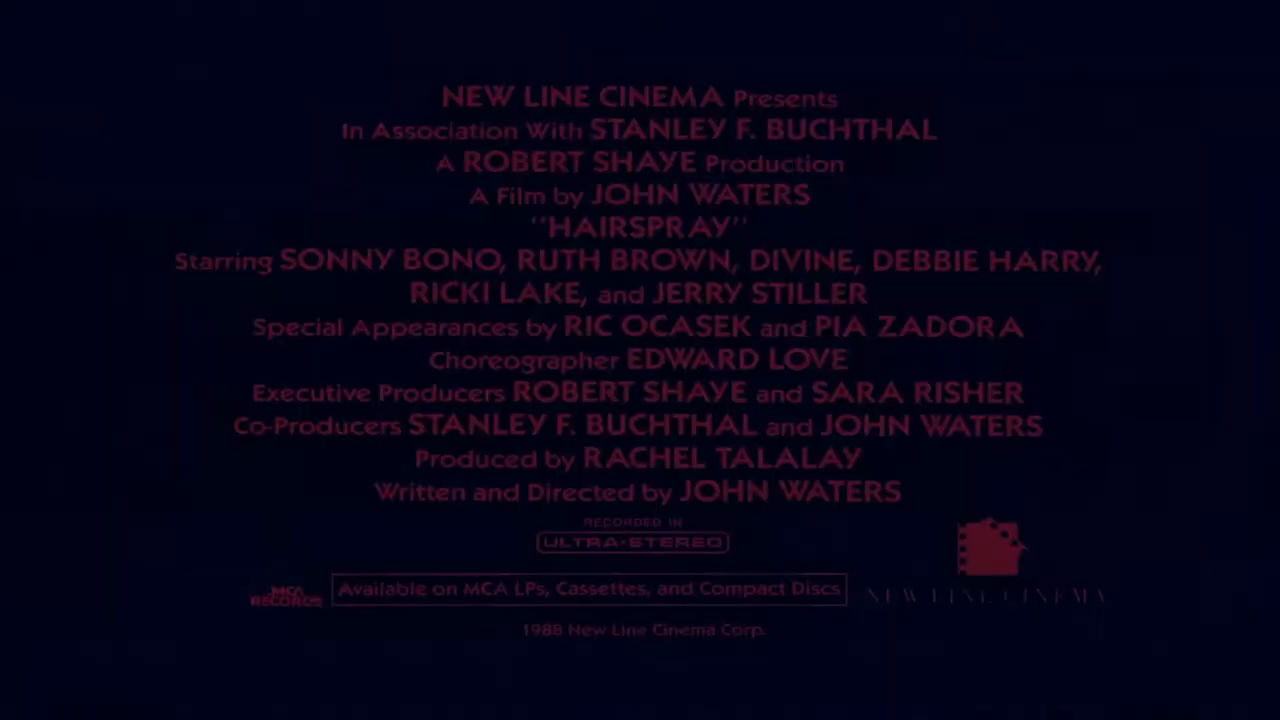 NEW LINE CINEMA Presents
In Association With STANLEY F. BUCHTHAL
A ROBERT SHAYE Production
A Film by JOHN WATERS
"HAIRSPRAY"
Starring SONNY BONO, RUTH BROWN, DIVINE, DEBBIE HARRY,
RICKI LAKE, and JERRY STILLER
Special Appearances by RIC OCASEK and PIA ZADORA
Choreographer EDWARD LOVE
Executive Producers ROBERT SHAYE and SARA RISHER
Co-Producers STANLEY F. BUCHTHAL and JOHN WATERS
Produced by RACHEL TALALAY
Written and Directed by JOHN WATERS
RECORDED IN
ULTRA-STEREO
MCA
RECORDS
Available on MCA LPs, Cassettes, and Compact Discs
NEW LINE CINEMA
1988 New Line Cinema Corp.